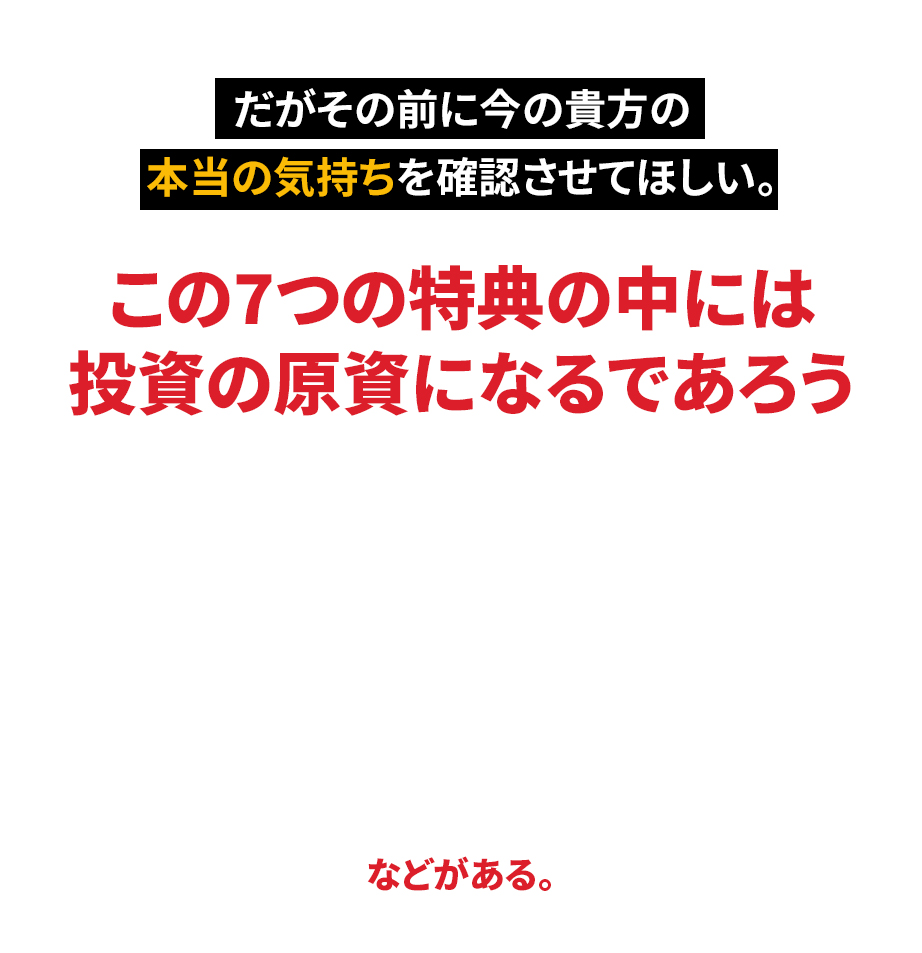 だがその前に今の貴方の
本当の気持ちを確認させてほしい。
この7つの特典の中には
投資の原資になるであろう
などがある。